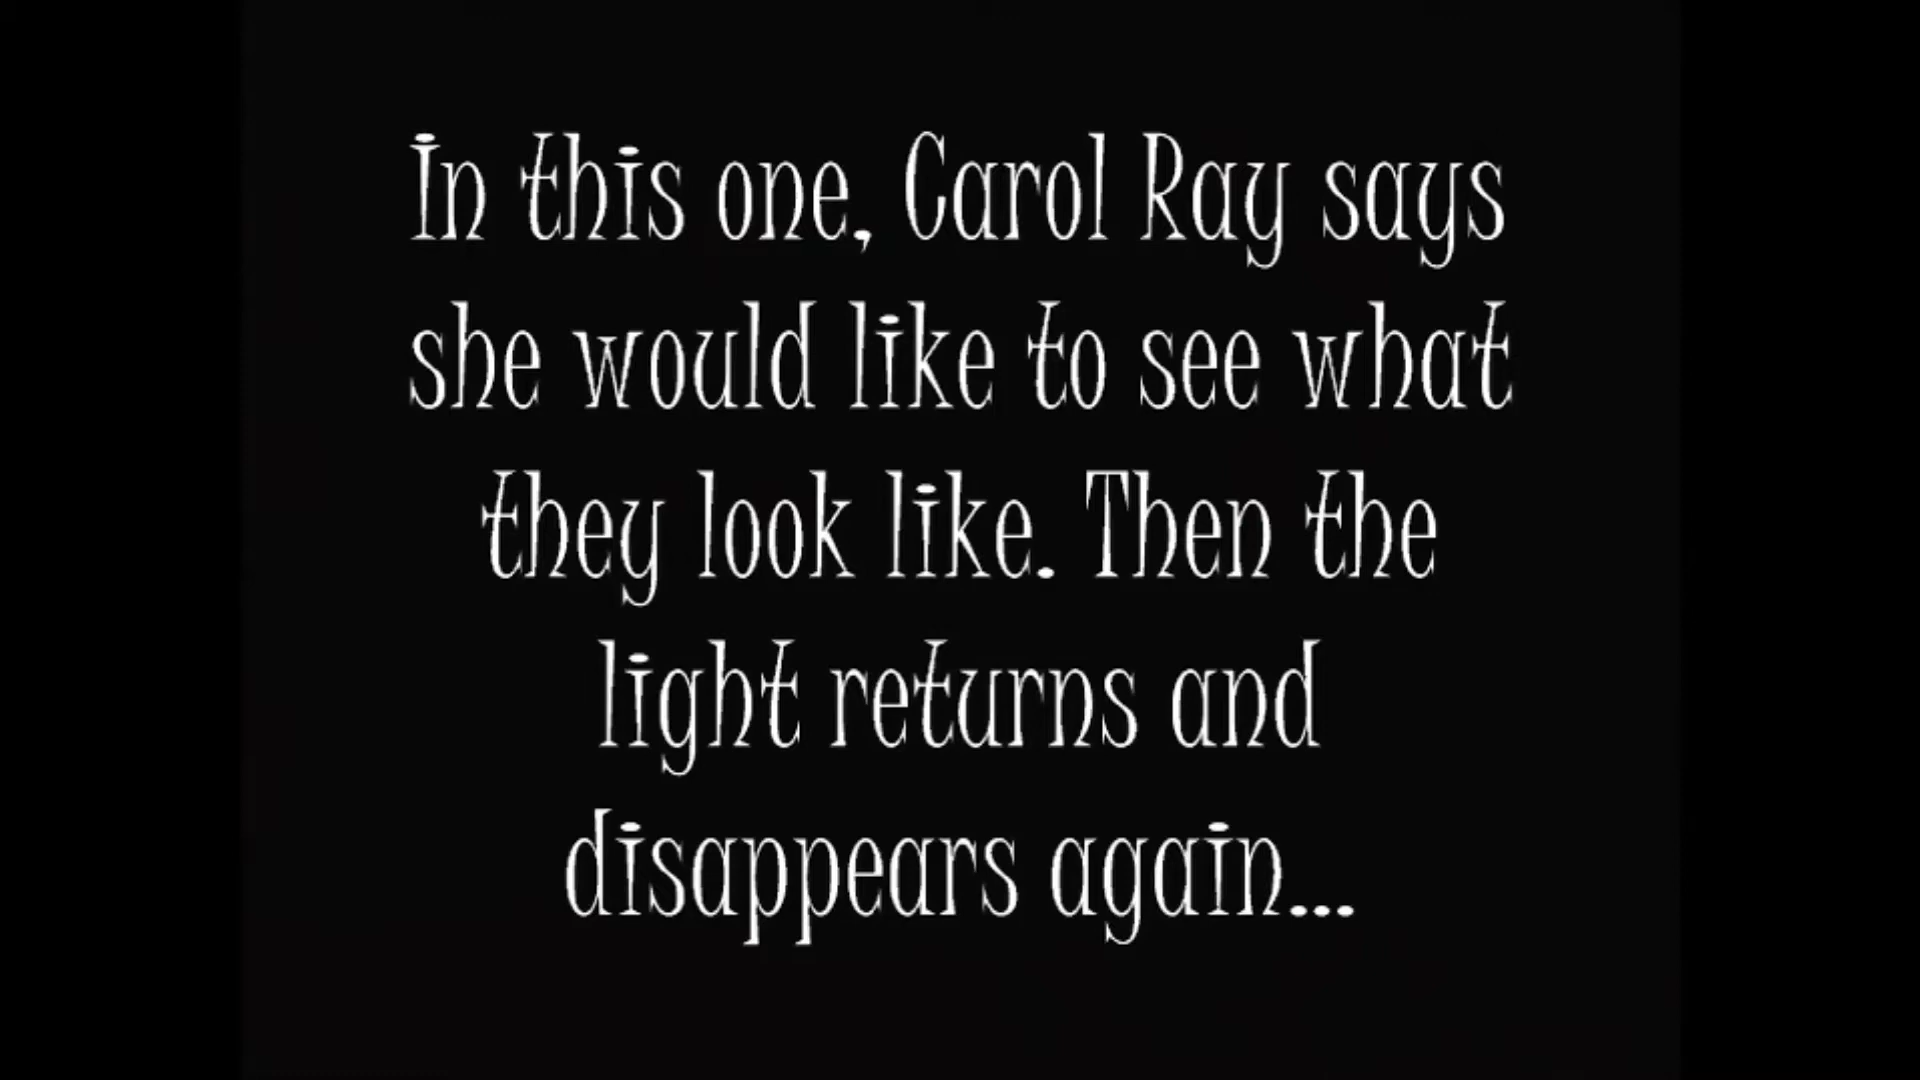 In this one, Carol Ray says
she would like to see what
they look like. Then the
light returns and
disappears again...